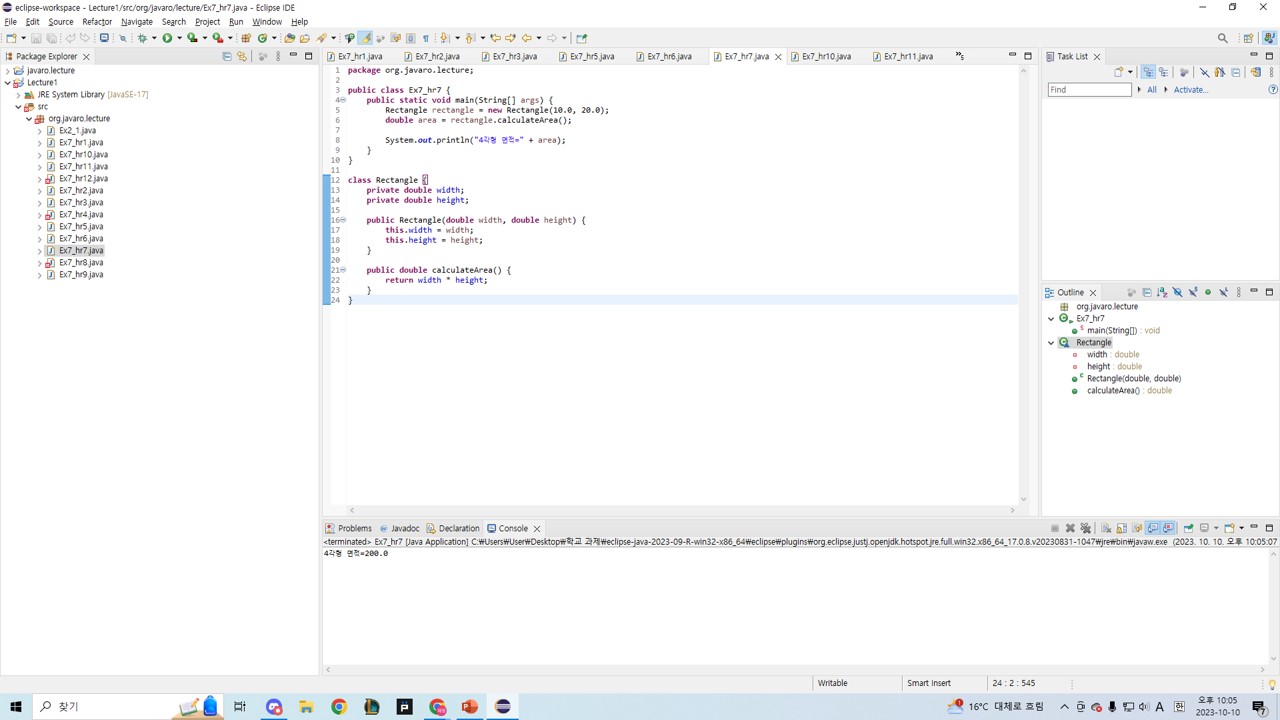 eclipse-workspace - Lecture1/src/org/javaro/lecture/Ex7_hr7.java - Eclipse IDE
File Edit Source Refactor Navigate Search Project Run Window Help
Package Explorer
javaro.lecture
Lecture1
JRE System Library [JavaSE-17]
src
org.javaro.lecture
Ex2_1.java
Ex7_hr1.java
Ex7_hr10.java
Ex7_hr11.java
Ex7_hr12.java
Ex7_hr2.java
Ex7_hr3.java
Ex7_hr4.java
Ex7_hr5.java
Ex7_hr6.java
Ex7_hr7.java
Ex7_hr8.java
Ex7_hr9.java
Ex7_hr1.java Ex7_hr2.java Ex7_hr3.java Ex7_hr5.java Ex7_hr6.java Ex7_hr7.java Ex7_hr10.java Ex7_hr11.java »5
1 package org.javaro.lecture;
2
3 public class Ex7_hr7 {
4 public static void main(String[] args) {
5 Rectangle rectangle = new Rectangle(10.0, 20.0);
6 double area = rectangle.calculateArea();
7
8 System.out.println("4각형 면적=" + area);
9 }
10 }
11
12 class Rectangle {
13 private double width;
14 private double height;
15
16 public Rectangle(double width, double height) {
17 this.width = width;
18 this.height = height;
19 }
20
21 public double calculateArea() {
22 return width * height;
23 }
24 }
Task List
Find All Activate...
Outline
org.javaro.lecture
Ex7_hr7
main(String[]) : void
Rectangle
width : double
height : double
Rectangle(double, double)
calculateArea() : double
Problems Javadoc Declaration Console
<terminated> Ex7_hr7 [Java Application] C:₩Users₩User₩Desktop₩학교 과제₩eclipse-java-2023-09-R-win32-x86_64₩eclipse₩plugins₩org.eclipse.justj.openjdk.hotspot.jre.full.win32.x86_64_17.0.8.v20230831-1047₩jre₩bin₩javaw.exe (2023. 10. 10. 오후 10:05:07
4각형 면적=200.0
Writable Smart Insert 24 : 2 : 545
찾기
16°C 대체로 흐림
A 한
오후 10:05
2023-10-10